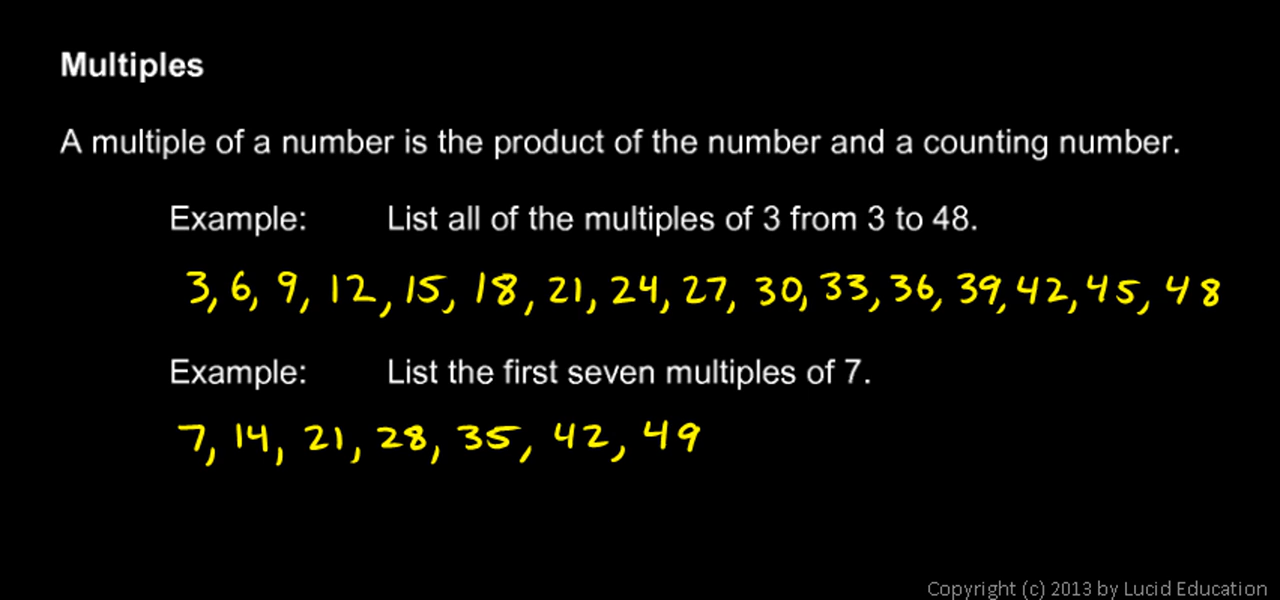 Multiples
A multiple of a number is the product of the number and a counting number.
Example: List all of the multiples of 3 from 3 to 48.
3, 6, 9, 12, 15, 18, 21, 24, 27, 30, 33, 36, 39, 42, 45, 48
Example: List the first seven multiples of 7.
7, 14, 21, 28, 35, 42, 49
Copyright (c) 2013 by Lucid Education